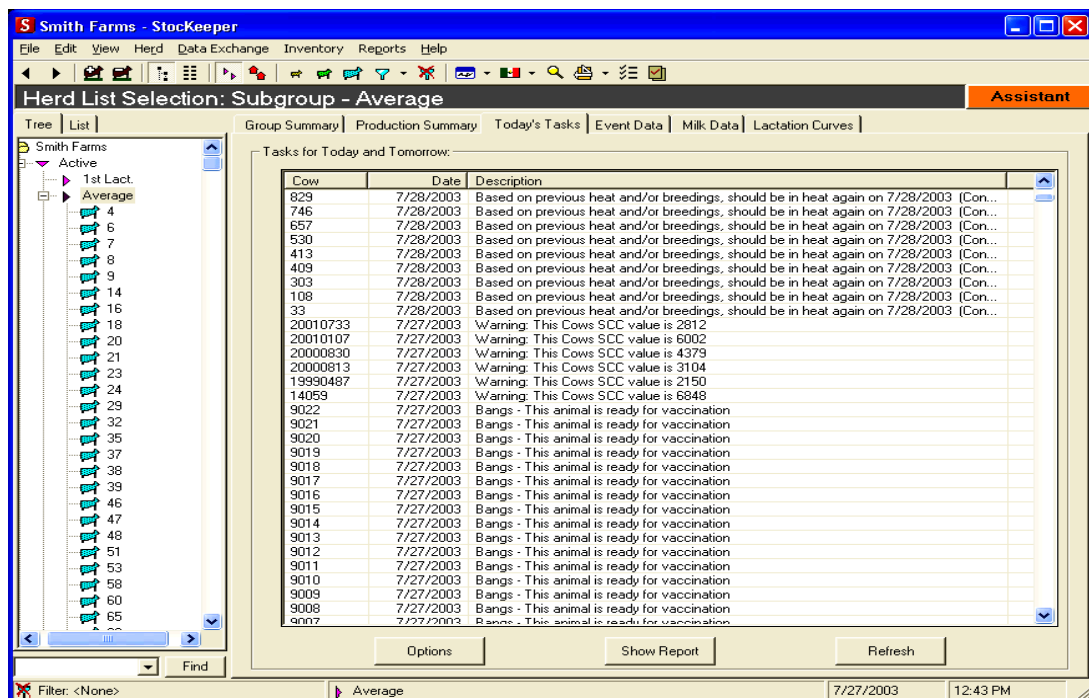 Smith Farms - StocKeeper
File Edit View Herd Data Exchange Inventory Reports Help
Herd List Selection: Subgroup - Average Assistant
Tree List
Group Summary Production Summary Today's Tasks Event Data Milk Data Lactation Curves
Smith Farms
Active
1st Lact.
Average
4
6
7
8
9
14
16
18
20
21
23
24
29
32
35
37
38
39
46
47
48
51
53
58
60
65
Find
Tasks for Today and Tomorrow:
Cow Date Description
829 7/28/2003 Based on previous heat and/or breedings, should be in heat again on 7/28/2003 (Con...
746 7/28/2003 Based on previous heat and/or breedings, should be in heat again on 7/28/2003 (Con...
657 7/28/2003 Based on previous heat and/or breedings, should be in heat again on 7/28/2003 (Con...
530 7/28/2003 Based on previous heat and/or breedings, should be in heat again on 7/28/2003 (Con...
413 7/28/2003 Based on previous heat and/or breedings, should be in heat again on 7/28/2003 (Con...
409 7/28/2003 Based on previous heat and/or breedings, should be in heat again on 7/28/2003 (Con...
303 7/28/2003 Based on previous heat and/or breedings, should be in heat again on 7/28/2003 (Con...
108 7/28/2003 Based on previous heat and/or breedings, should be in heat again on 7/28/2003 (Con...
33 7/28/2003 Based on previous heat and/or breedings, should be in heat again on 7/28/2003 (Con...
20010733 7/27/2003 Warning: This Cows SCC value is 2812
20010107 7/27/2003 Warning: This Cows SCC value is 6002
20000830 7/27/2003 Warning: This Cows SCC value is 4379
20000813 7/27/2003 Warning: This Cows SCC value is 3104
19990487 7/27/2003 Warning: This Cows SCC value is 2150
14059 7/27/2003 Warning: This Cows SCC value is 6848
9022 7/27/2003 Bangs - This animal is ready for vaccination
9021 7/27/2003 Bangs - This animal is ready for vaccination
9020 7/27/2003 Bangs - This animal is ready for vaccination
9019 7/27/2003 Bangs - This animal is ready for vaccination
9018 7/27/2003 Bangs - This animal is ready for vaccination
9017 7/27/2003 Bangs - This animal is ready for vaccination
9016 7/27/2003 Bangs - This animal is ready for vaccination
9015 7/27/2003 Bangs - This animal is ready for vaccination
9014 7/27/2003 Bangs - This animal is ready for vaccination
9013 7/27/2003 Bangs - This animal is ready for vaccination
9012 7/27/2003 Bangs - This animal is ready for vaccination
9011 7/27/2003 Bangs - This animal is ready for vaccination
9010 7/27/2003 Bangs - This animal is ready for vaccination
9009 7/27/2003 Bangs - This animal is ready for vaccination
9008 7/27/2003 Bangs - This animal is ready for vaccination
9007 7/27/2003 Bangs - This animal is ready for vaccination
Options Show Report Refresh
Filter: <None> Average 7/27/2003 12:43 PM